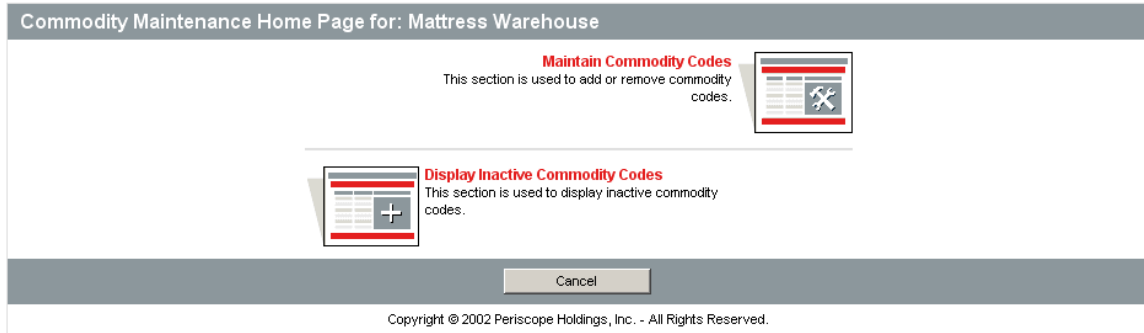 Commodity Maintenance Home Page for: Mattress Warehouse
Maintain Commodity Codes
This section is used to add or remove commodity
codes.
Display Inactive Commodity Codes
This section is used to display inactive commodity
codes.
Cancel
Copyright © 2002 Periscope Holdings, Inc. - All Rights Reserved.